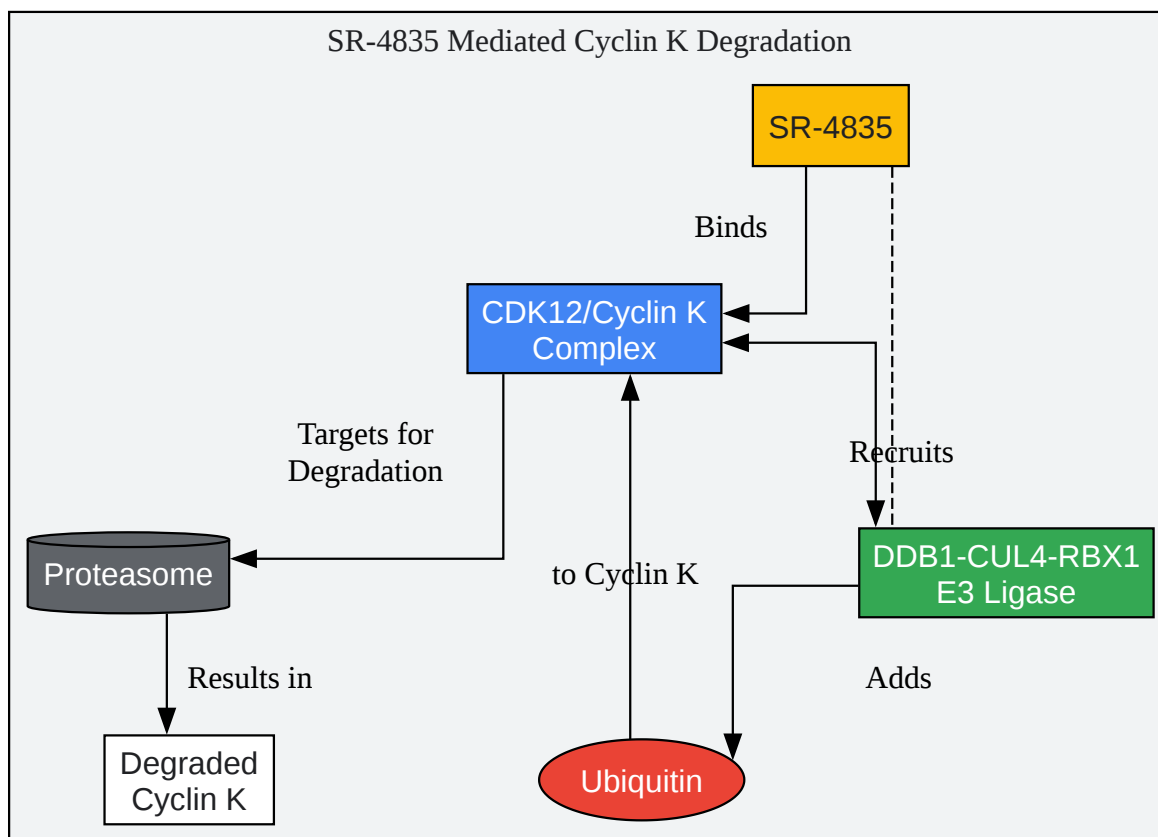 SR-4835 Mediated Cyclin K Degradation
SR-4835
Binds
CDK12/Cyclin K
Complex
Targets for
Degradation
Recruits
Proteasome
to Cyclin K
DDB1-CUL4-RBX1
E3 Ligase
Results in
Adds
Degraded
Cyclin K
Ubiquitin